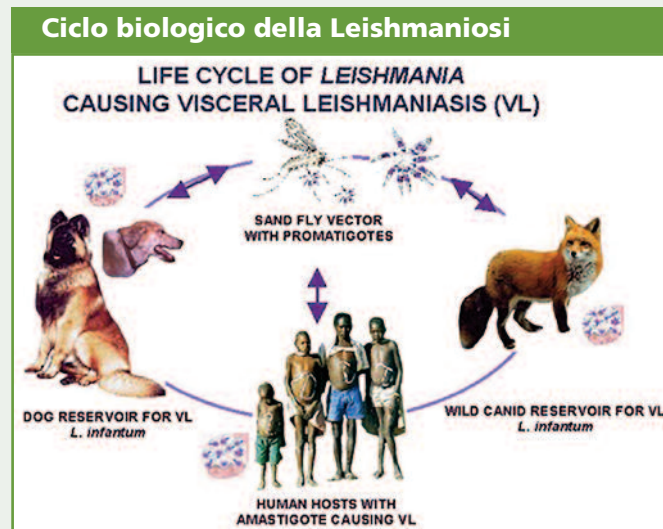 Ciclo biologico della Leishmaniosi
LIFE CYCLE OF LEISHMANIA
CAUSING VISCERAL LEISHMANIASIS (VL)
SAND FLY VECTOR
WITH PROMATIGOTES
DOG RESERVOIR FOR VL
L. infantum
WILD CANID RESERVOIR FOR VL
L. infantum
HUMAN HOSTS WITH
AMASTIGOTE CAUSING VL